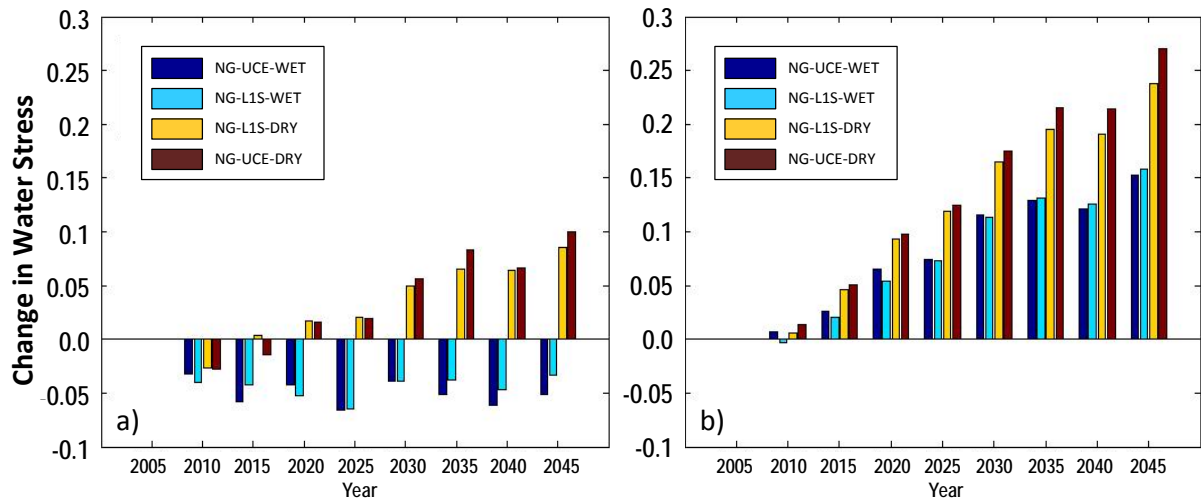 Change in Water Stress
0.3
0.25
0.2
0.15
0.1
0.05
0.0
-0.05
-0.1
NG-UCE-WET
NG-L1S-WET
NG-L1S-DRY
NG-UCE-DRY
a)
2005 2010 2015 2020 2025 2030 2035 2040 2045
Year
0.3
0.25
0.2
0.15
0.1
0.05
0.0
-0.05
-0.1
NG-UCE-WET
NG-L1S-WET
NG-L1S-DRY
NG-UCE-DRY
b)
2005 2010 2015 2020 2025 2030 2035 2040 2045
Year